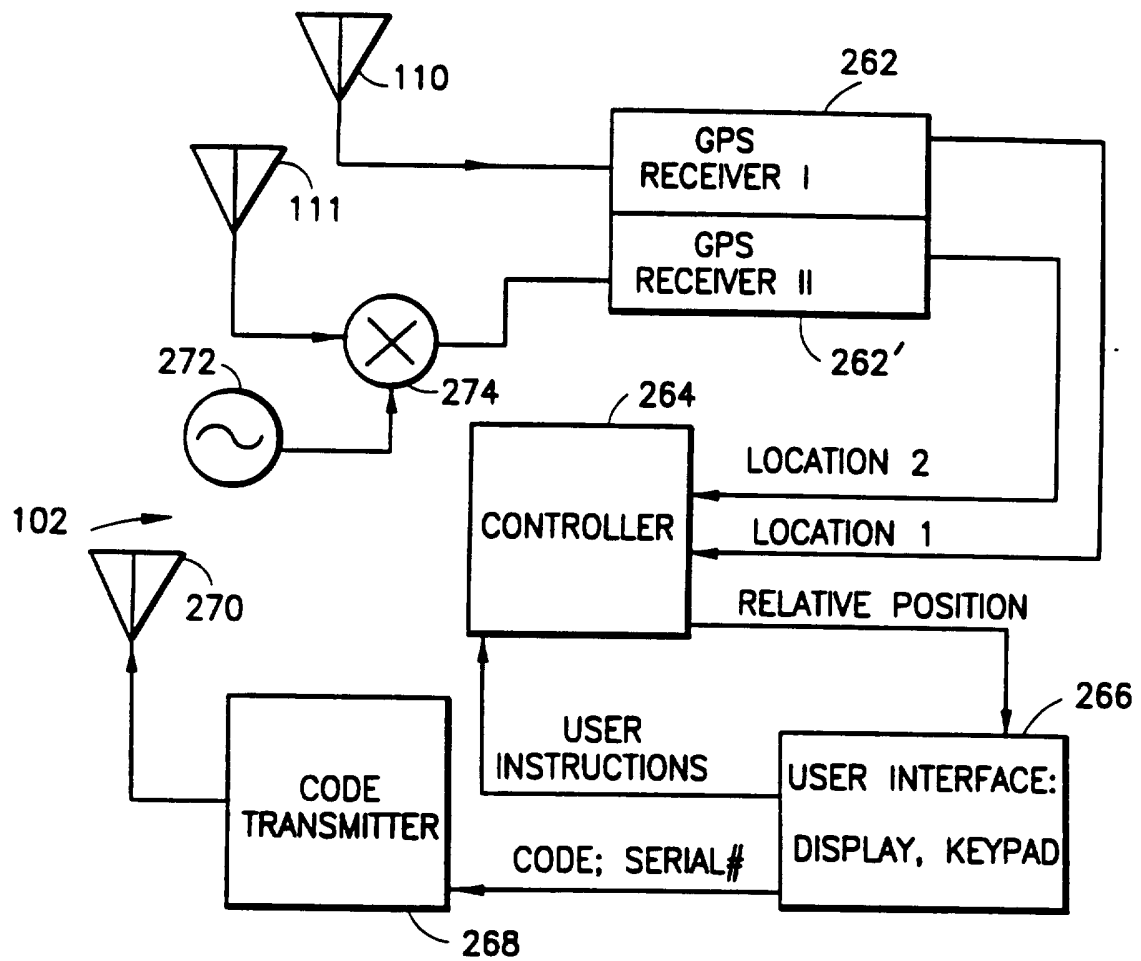 110
262
GPS
RECEIVER I
111
GPS
RECEIVER II
262'
272
274
264
LOCATION 2
CONTROLLER
LOCATION 1
102
270
RELATIVE POSITION
266
USER
INSTRUCTIONS
USER INTERFACE:
DISPLAY, KEYPAD
CODE
TRANSMITTER
CODE; SERIAL#
268